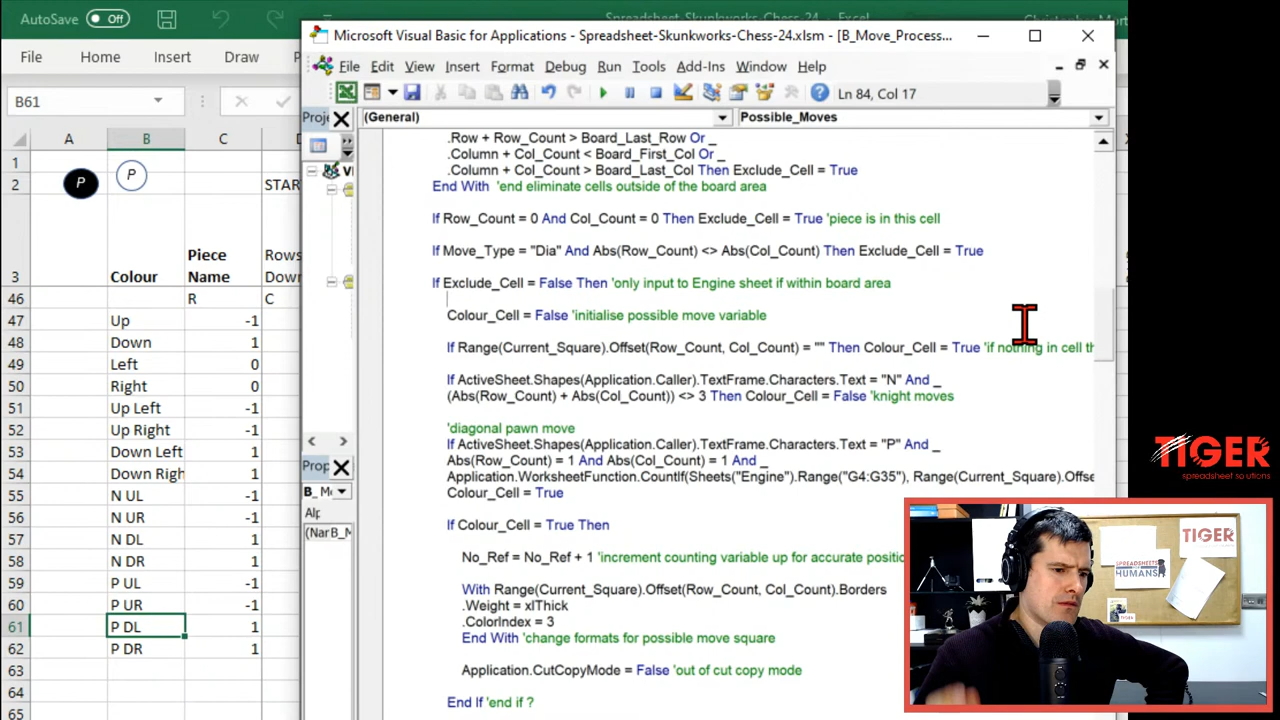 AutoSave Off
Spreadsheet-Skunkworks-Chess-24 - Excel
Microsoft Visual Basic for Applications - Spreadsheet-Skunkworks-Chess-24.xlsm - [B_Move_Process...
File Home Insert Draw
File Edit View Insert Format Debug Run Tools Add-Ins Window Help
B61
Ln 84, Col 17
Proje
(General) Possible_Moves
A B C D
1
2 P P START
3 Colour Piece Name Rows Down
46 R C
47 Up -1
48 Down 1
49 Left 0
50 Right 0
51 Up Left -1
52 Up Right -1
53 Down Left 1
54 Down Righ 1
55 N UL -1
56 N UR -1
57 N DL 1
58 N DR 1
59 P UL -1
60 P UR -1
61 P DL 1
62 P DR 1
63
64
65
Prop
B_ Mo
Alp
(Nar B_M
.Row + Row_Count > Board_Last_Row Or _
.Column + Col_Count < Board_First_Col Or _
.Column + Col_Count > Board_Last_Col Then Exclude_Cell = True
End With 'end eliminate cells outside of the board area
If Row_Count = 0 And Col_Count = 0 Then Exclude_Cell = True 'piece is in this cell
If Move_Type = "Dia" And Abs(Row_Count) <> Abs(Col_Count) Then Exclude_Cell = True
If Exclude_Cell = False Then 'only input to Engine sheet if within board area
Colour_Cell = False 'initialise possible move variable
If Range(Current_Square).Offset(Row_Count, Col_Count) = "" Then Colour_Cell = True 'if nothing in cell th
If ActiveSheet.Shapes(Application.Caller).TextFrame.Characters.Text = "N" And _
(Abs(Row_Count) + Abs(Col_Count)) <> 3 Then Colour_Cell = False 'knight moves
'diagonal pawn move
If ActiveSheet.Shapes(Application.Caller).TextFrame.Characters.Text = "P" And _
Abs(Row_Count) = 1 And Abs(Col_Count) = 1 And _
Application.WorksheetFunction.CountIf(Sheets("Engine").Range("G4:G35"), Range(Current_Square).Offse
Colour_Cell = True
If Colour_Cell = True Then
No_Ref = No_Ref + 1 'increment counting variable up for accurate positio
With Range(Current_Square).Offset(Row_Count, Col_Count).Borders
.Weight = xlThick
.ColorIndex = 3
End With 'change formats for possible move square
Application.CutCopyMode = False 'out of cut copy mode
End If 'end if ?
TIGER
spreadsheet solutions
TIGER
SPREADSHEETS
HUMANS